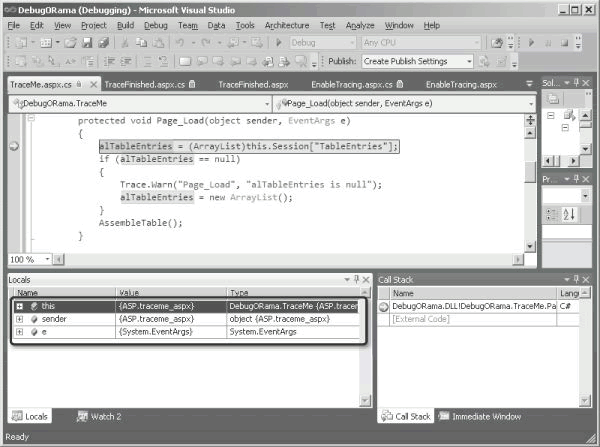 DebugORama (Debugging) - Microsoft Visual Studio
File Edit View Project Build Debug Team Data Tools Architecture Test Analyze Window Help
Debug Any CPU
Publish: Create Publish Settings
TraceMe.aspx.cs TraceFinished.aspx.cs TraceFinished.aspx EnableTracing.aspx.cs EnableTracing.aspx
Sol...
DebugORama.TraceMe Page_Load(object sender, EventArgs e)
protected void Page_Load(object sender, EventArgs e)
{
alTableEntries = (ArrayList)this.Session["TableEntries"];
if (alTableEntries == null)
{
Trace.Warn("Page_Load", "alTableEntries is null");
alTableEntries = new ArrayList();
}
AssembleTable();
}
Pr...
100 %
Locals
Name Value Type
this {ASP.traceme_aspx} DebugORama.TraceMe {ASP.tracem
sender {ASP.traceme_aspx} object {ASP.traceme_aspx}
e {System.EventArgs} System.EventArgs
Locals Watch 2
Call Stack
Name Langu
DebugORama.DLL!DebugORama.TraceMe.Pa C#
[External Code]
Call Stack Immediate Window
Ready